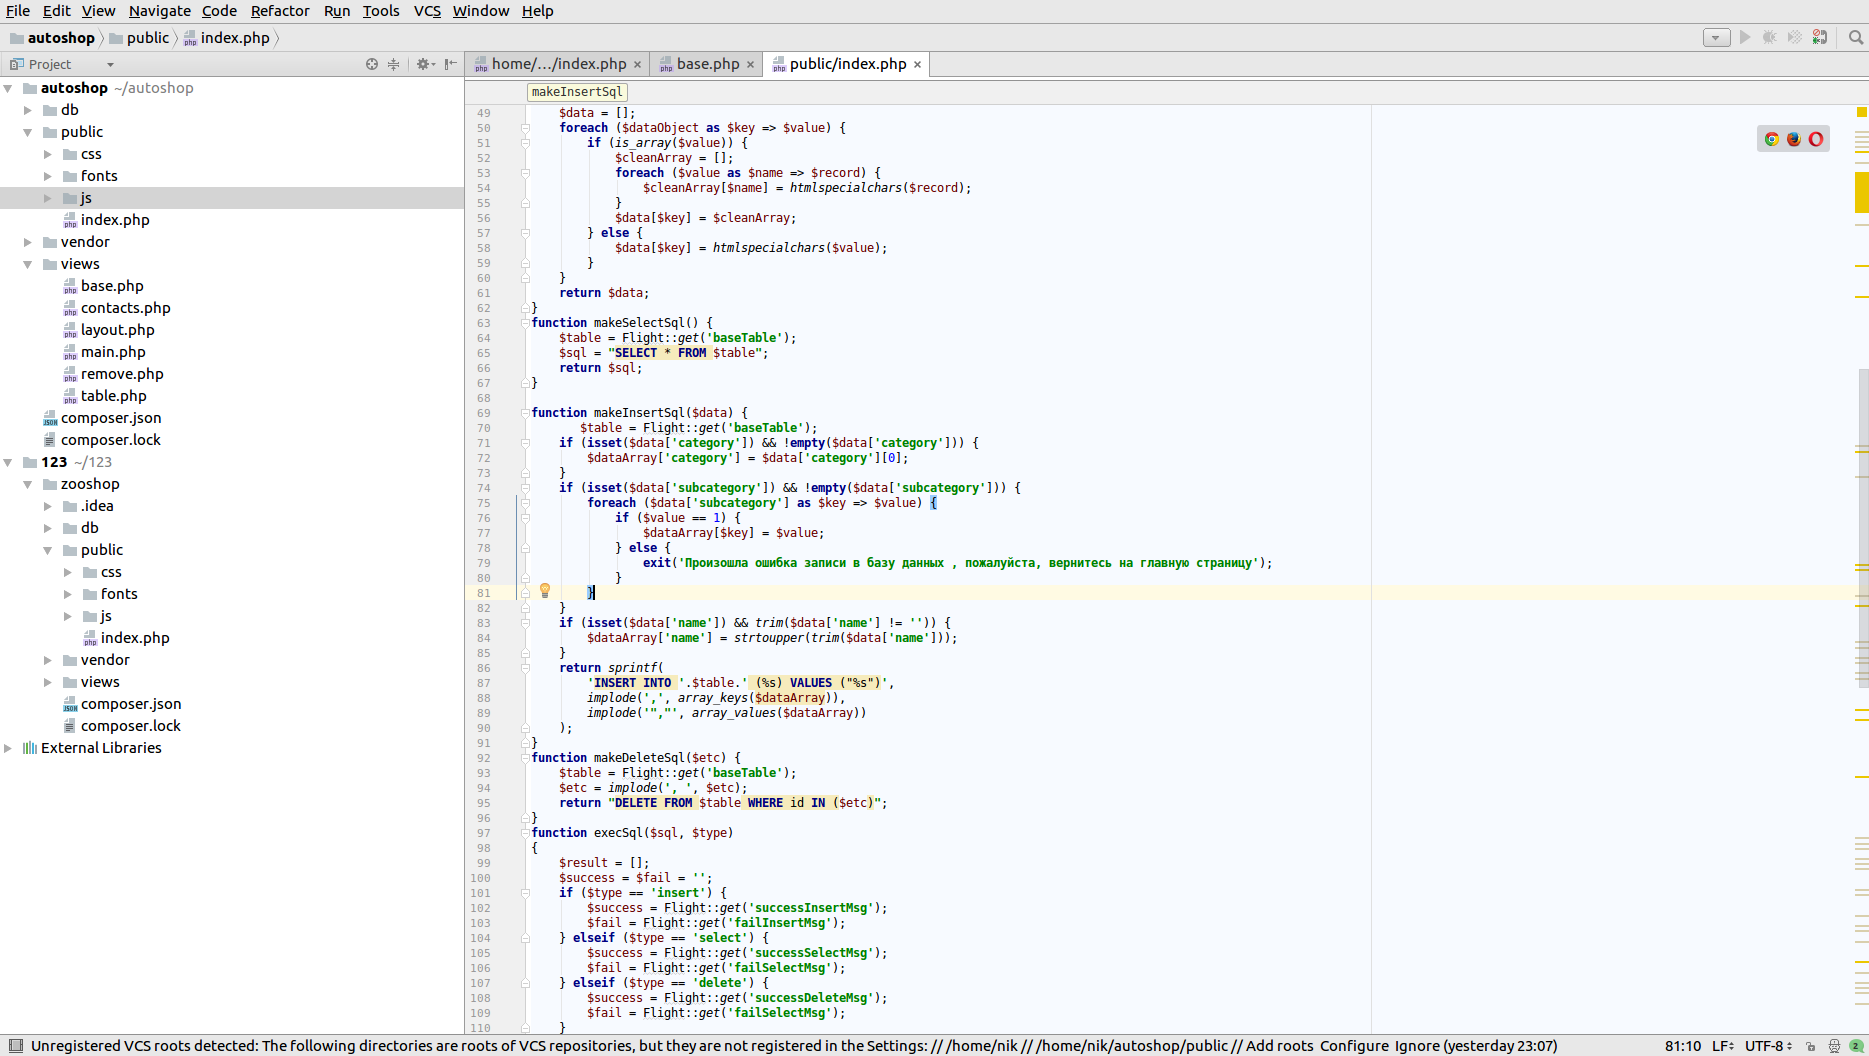 File Edit View Navigate Code Refactor Run Tools VCS Window Help
autoshop public index.php
Project
home/.../index.php × base.php × public/index.php ×
autoshop ~/autoshop
db
public
css
fonts
js
index.php
vendor
views
base.php
contacts.php
layout.php
main.php
remove.php
table.php
composer.json
composer.lock
123 ~/123
zooshop
.idea
db
public
css
fonts
js
index.php
vendor
views
composer.json
composer.lock
External Libraries
makeInsertSql
49 $data = [];
50 foreach ($dataObject as $key => $value) {
51 if (is_array($value)) {
52 $cleanArray = [];
53 foreach ($value as $name => $record) {
54 $cleanArray[$name] = htmlspecialchars($record);
55 }
56 $data[$key] = $cleanArray;
57 } else {
58 $data[$key] = htmlspecialchars($value);
59 }
60 }
61 return $data;
62 }
63 function makeSelectSql() {
64 $table = Flight::get('baseTable');
65 $sql = "SELECT * FROM $table";
66 return $sql;
67 }
68
69 function makeInsertSql($data) {
70 $table = Flight::get('baseTable');
71 if (isset($data['category']) && !empty($data['category'])) {
72 $dataArray['category'] = $data['category'][0];
73 }
74 if (isset($data['subcategory']) && !empty($data['subcategory'])) {
75 foreach ($data['subcategory'] as $key => $value) {
76 if ($value == 1) {
77 $dataArray[$key] = $value;
78 } else {
79 exit('Произошла ошибка записи в базу данных , пожалуйста, вернитесь на главную страницу');
80 }
81 }
82 }
83 if (isset($data['name']) && trim($data['name'] != '')) {
84 $dataArray['name'] = strtoupper(trim($data['name']));
85 }
86 return sprintf(
87 'INSERT INTO '.$table.' (%s) VALUES ("%s")',
88 implode(',', array_keys($dataArray)),
89 implode('","', array_values($dataArray))
90 );
91 }
92 function makeDeleteSql($etc) {
93 $table = Flight::get('baseTable');
94 $etc = implode(', ', $etc);
95 return "DELETE FROM $table WHERE id IN ($etc)";
96 }
97 function execSql($sql, $type)
98 {
99 $result = [];
100 $success = $fail = '';
101 if ($type == 'insert') {
102 $success = Flight::get('successInsertMsg');
103 $fail = Flight::get('failInsertMsg');
104 } elseif ($type == 'select') {
105 $success = Flight::get('successSelectMsg');
106 $fail = Flight::get('failSelectMsg');
107 } elseif ($type == 'delete') {
108 $success = Flight::get('successDeleteMsg');
109 $fail = Flight::get('failSelectMsg');
110 }
Unregistered VCS roots detected: The following directories are roots of VCS repositories, but they are not registered in the Settings: // /home/nik // /home/nik/autoshop/public // Add roots Configure Ignore (yesterday 23:07) 81:10 LF UTF-8 2